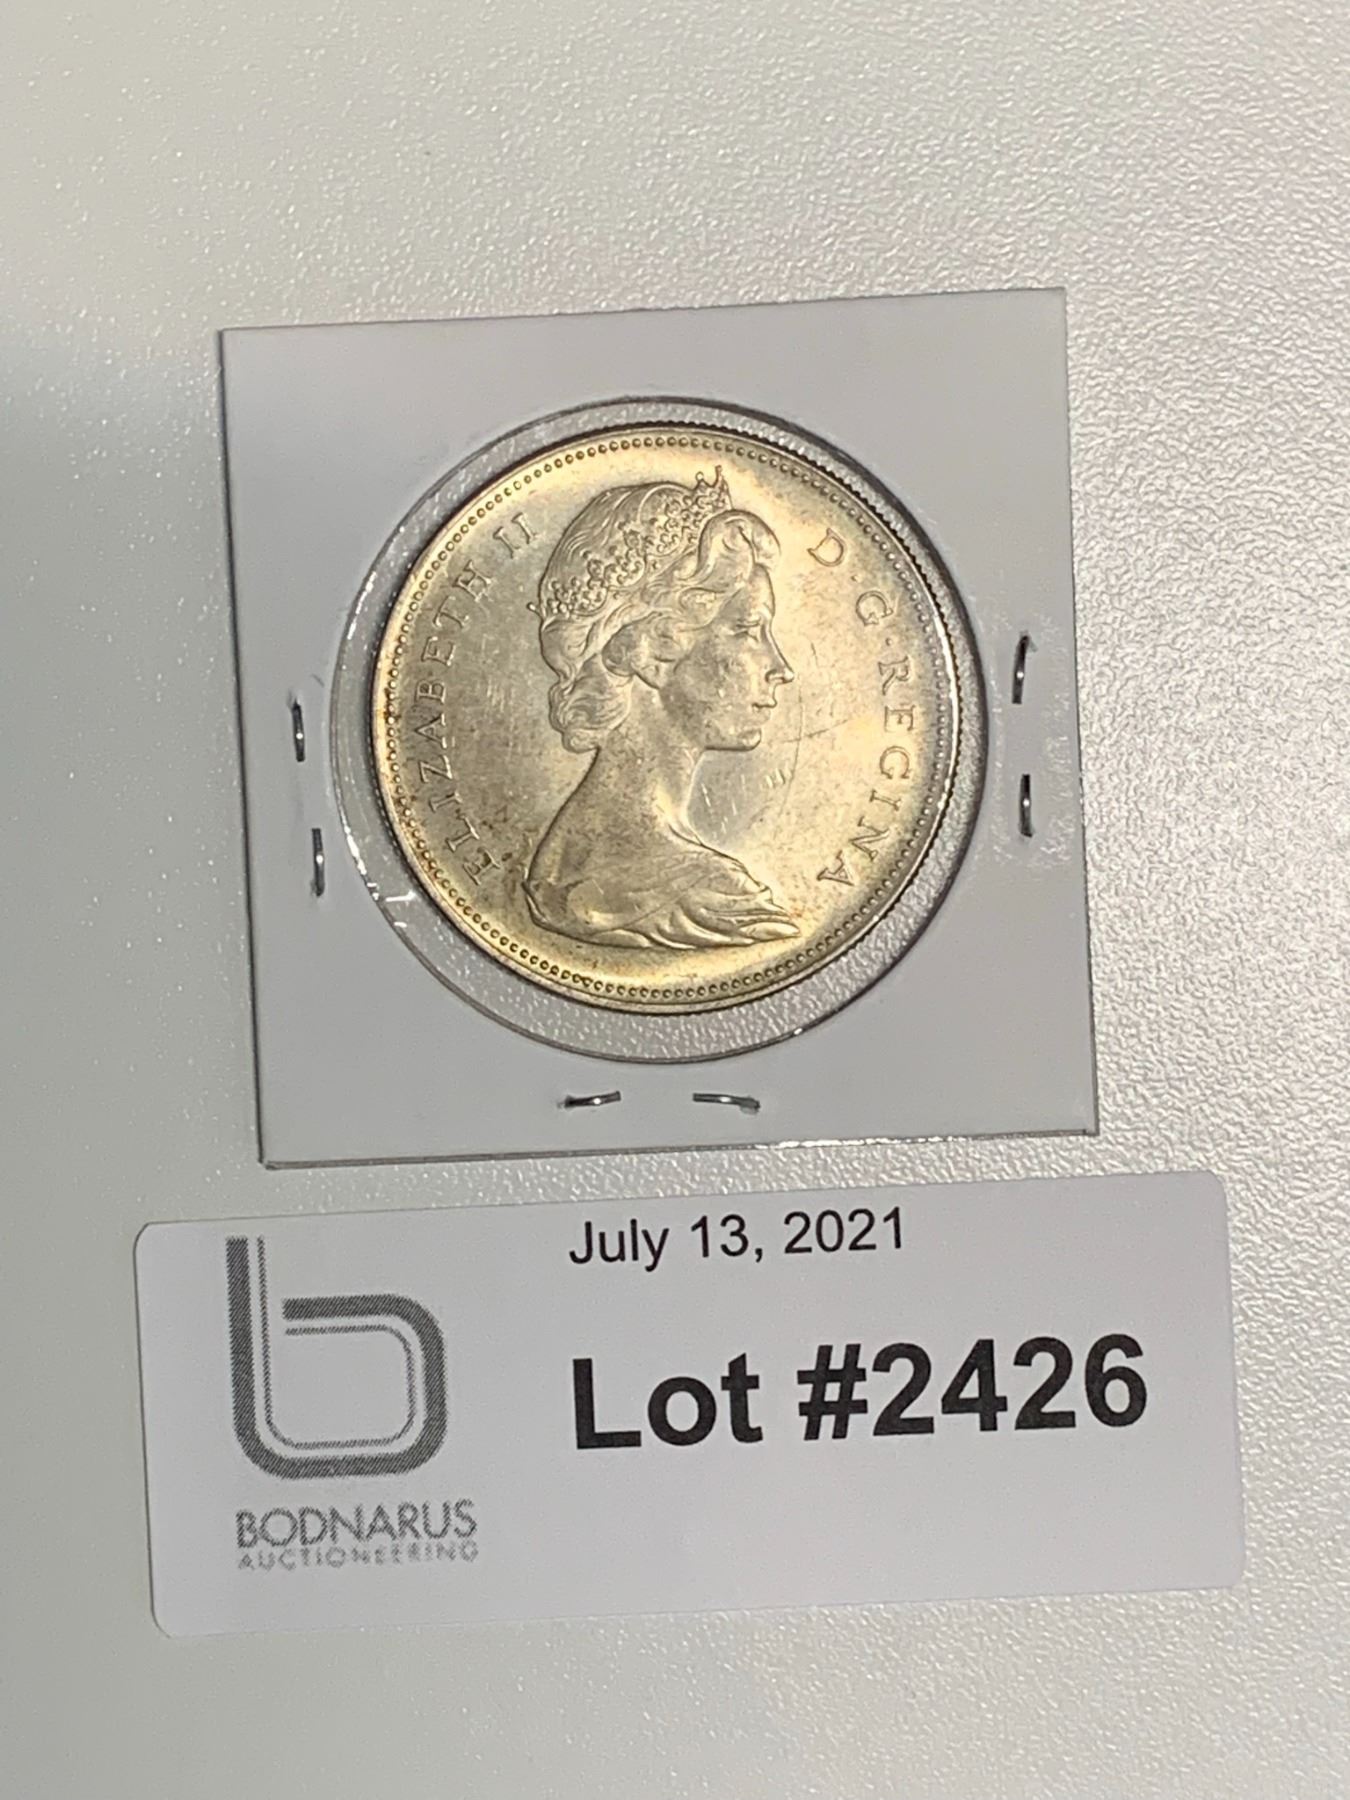 ELIZABETH II D·G·REGINA
July 13, 2021
Lot #2426
BODNARUS
AUCTIONEERING